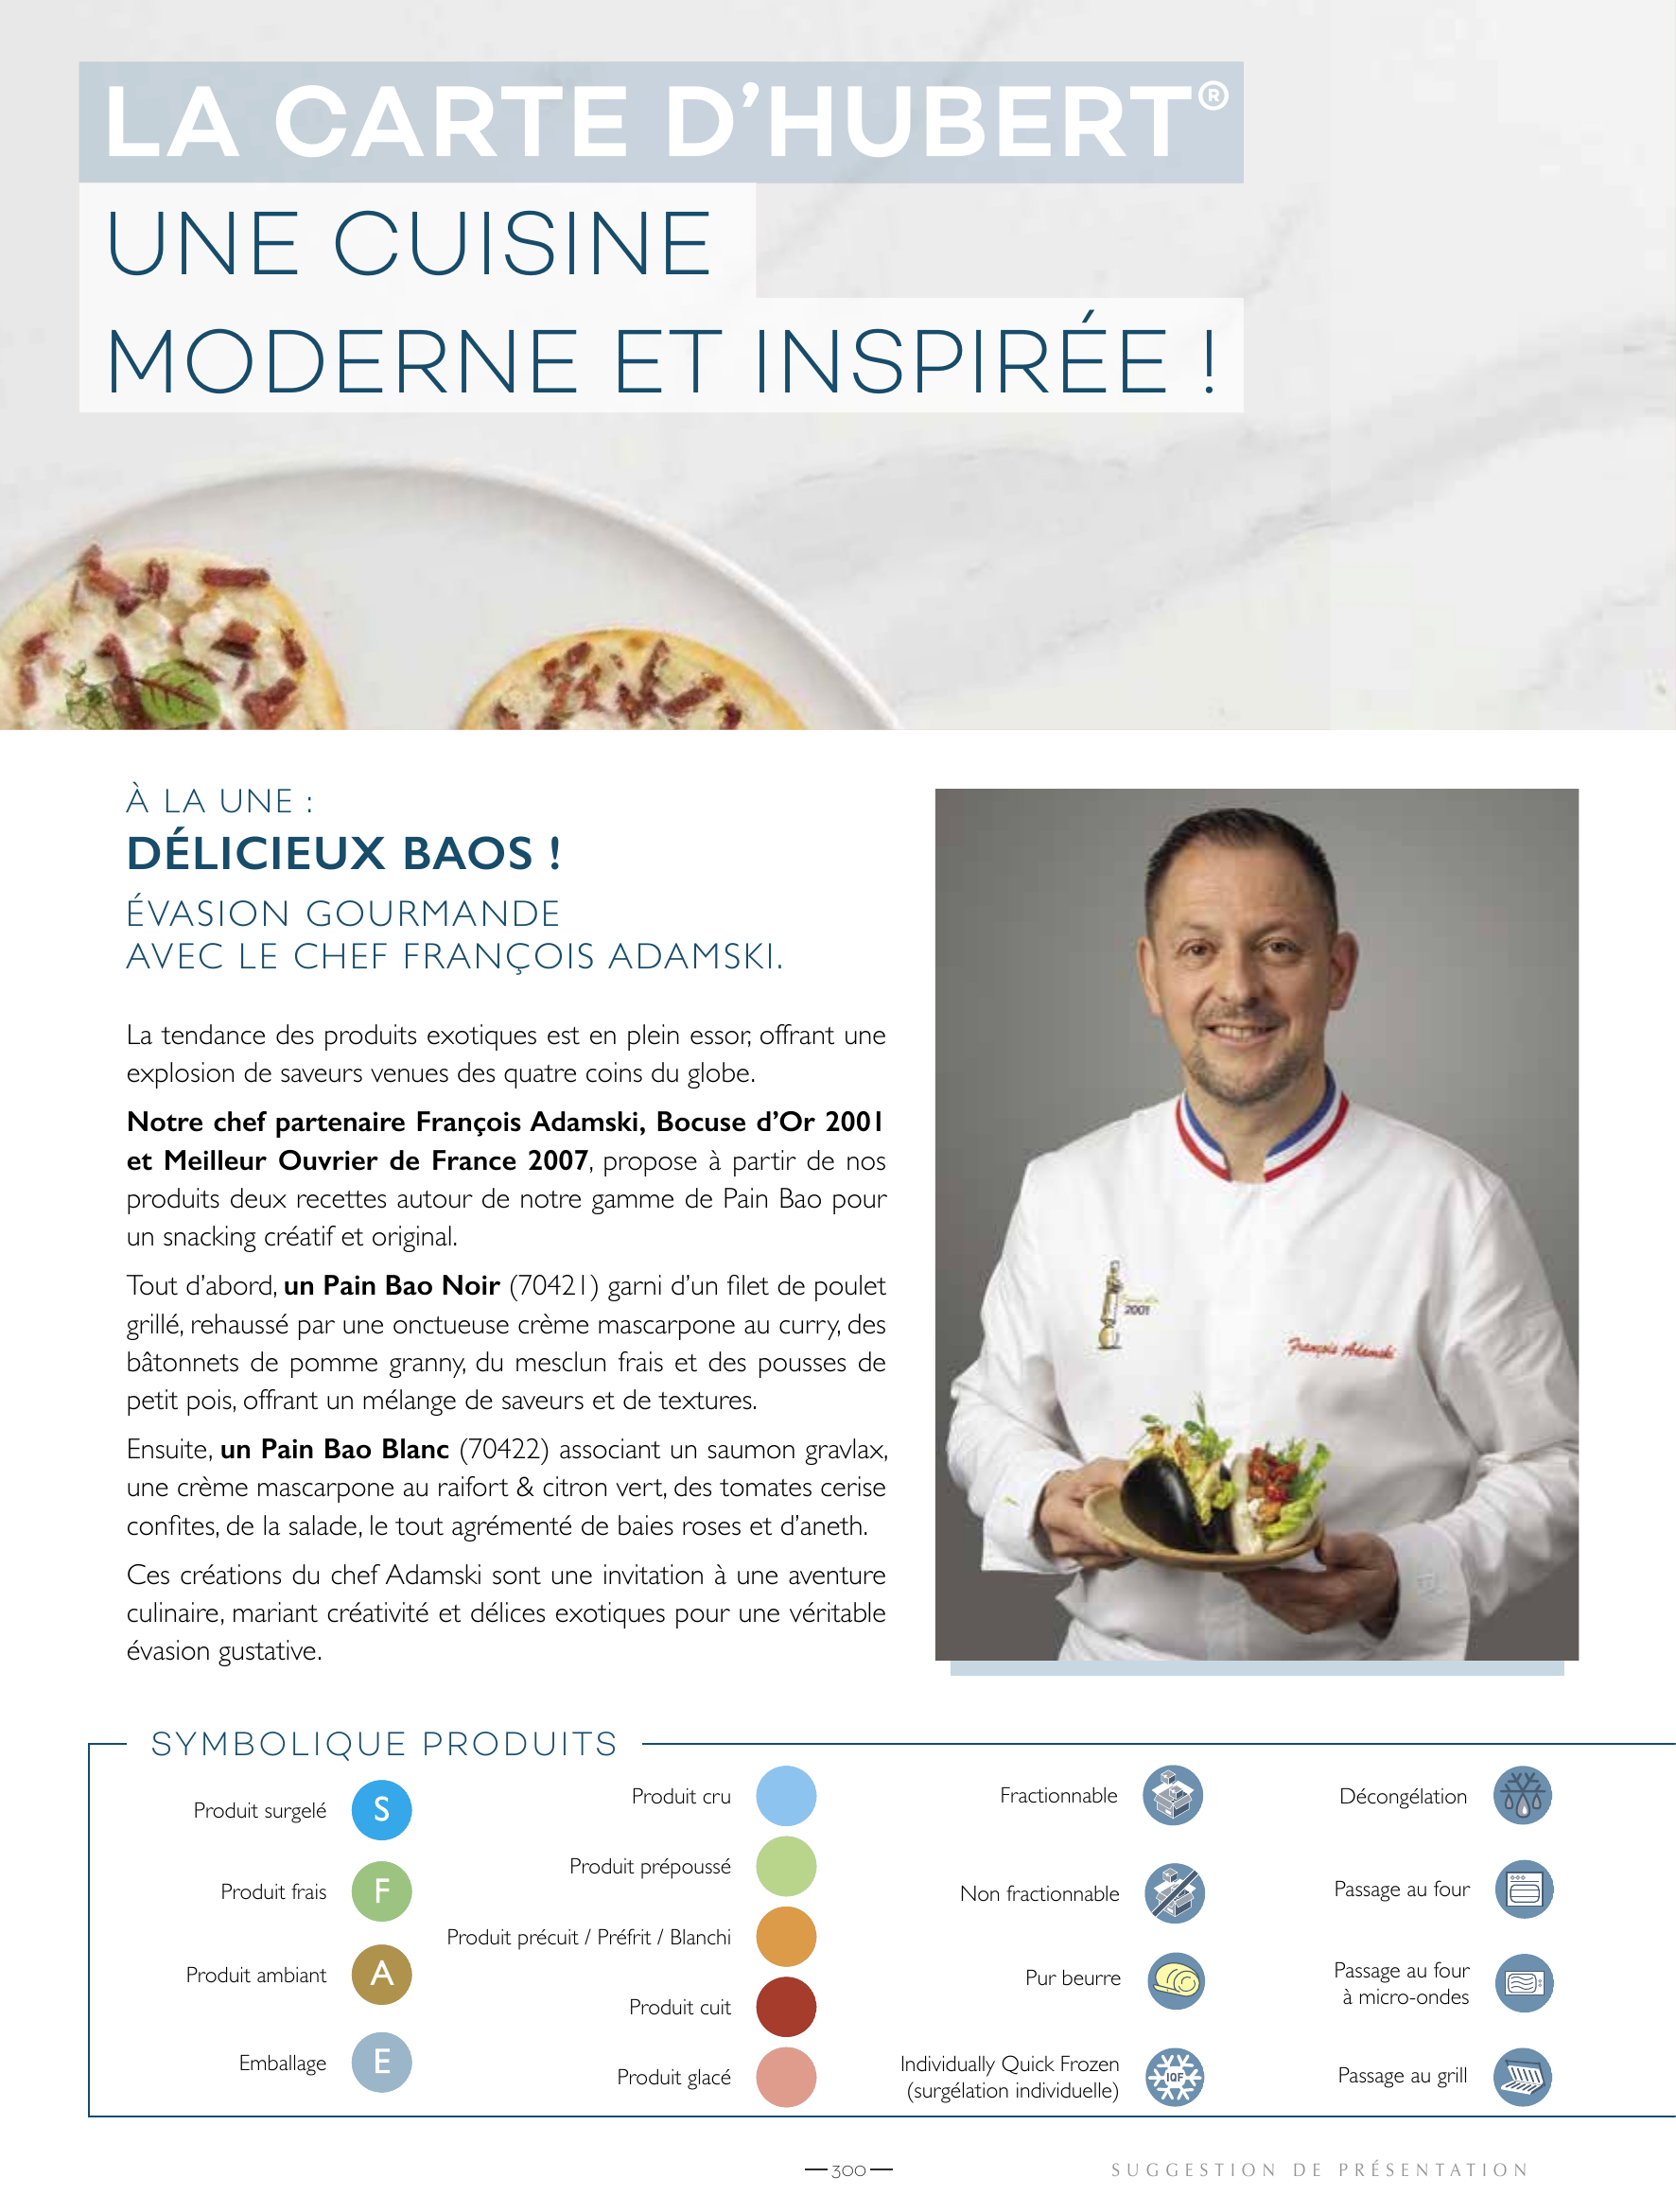 LA CARTE D'HUBERT®
UNE CUISINE
MODERNE ET INSPIRÉE !
À LA UNE :
DÉLICIEUX BAOS !
ÉVASION GOURMANDE
AVEC LE CHEF FRANÇOIS ADAMSKI.
La tendance des produits exotiques est en plein essor, offrant une
explosion de saveurs venues des quatre coins du globe.
Notre chef partenaire François Adamski, Bocuse d'Or 2001
et Meilleur Ouvrier de France 2007, propose à partir de nos
produits deux recettes autour de notre gamme de Pain Bao pour
un snacking créatif et original.
Tout d'abord, un Pain Bao Noir (70421) garni d'un filet de poulet
grillé, rehaussé par une onctueuse crème mascarpone au curry, des
bâtonnets de pomme granny, du mesclun frais et des pousses de
petit pois, offrant un mélange de saveurs et de textures.
Ensuite, un Pain Bao Blanc (70422) associant un saumon gravlax,
une crème mascarpone au raifort & citron vert, des tomates cerise
confites, de la salade, le tout agrémenté de baies roses et d'aneth.
Ces créations du chef Adamski sont une invitation à une aventure
culinaire, mariant créativité et délices exotiques pour une véritable
évasion gustative.
2001
François Adamski
SYMBOLIQUE PRODUITS
Produit surgelé S
Produit frais F
Produit ambiant A
Emballage E
Produit cru
Produit prépoussé
Produit précuit / Préfrit / Blanchi
Produit cuit
Produit glacé
Fractionnable
Non fractionnable
Pur beurre
Individually Quick Frozen
(surgélation individuelle)
IQF
Décongélation
Passage au four
Passage au four
à micro-ondes
Passage au grill
300
SUGGESTION DE PRÉSENTATION